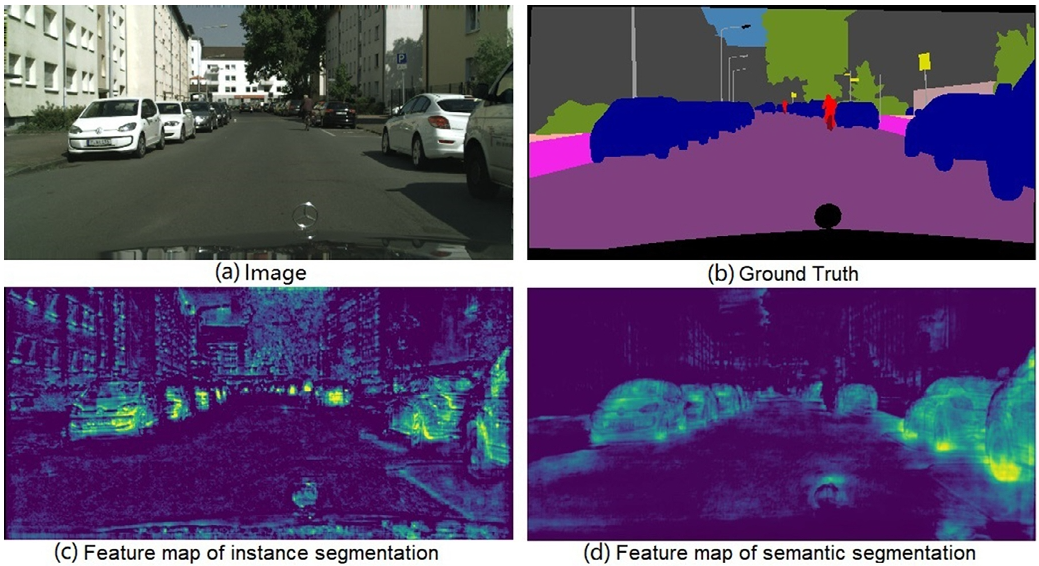 P
(a) Image
(b) Ground Truth
(c) Feature map of instance segmentation
(d) Feature map of semantic segmentation